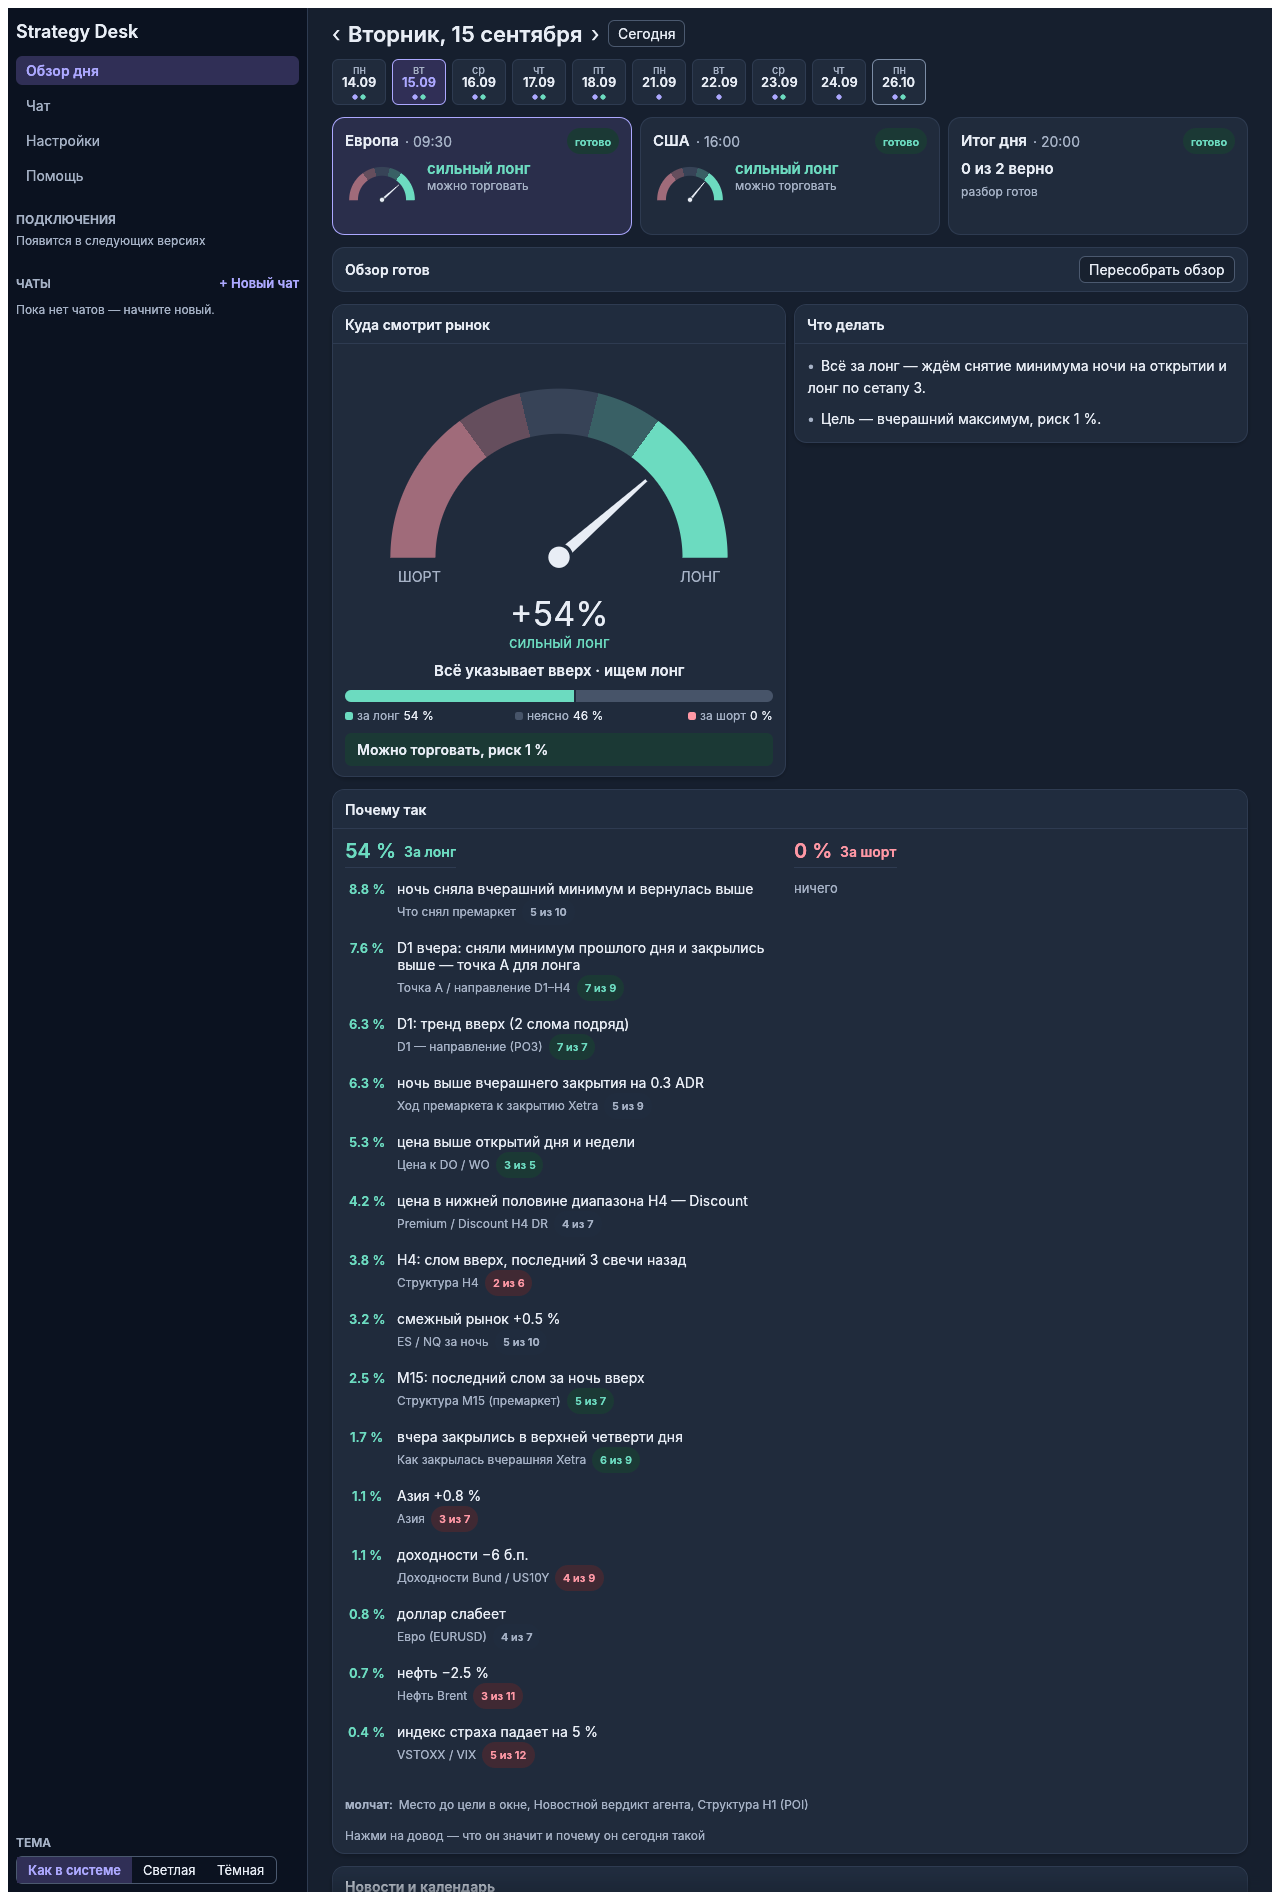 Strategy Desk
Обзор дня
Чат
Настройки
Помощь
ПОДКЛЮЧЕНИЯ
Появится в следующих версиях
ЧАТЫ
+ Новый чат
Пока нет чатов — начните новый.
ТЕМА
Как в системе Светлая Тёмная
‹ Вторник, 15 сентября › Сегодня
пн вт ср чт пт пн вт ср чт пн
14.09 15.09 16.09 17.09 18.09 21.09 22.09 23.09 24.09 26.10
Европа · 09:30 готово
СИЛЬНЫЙ ЛОНГ
можно торговать
США · 16:00 готово
СИЛЬНЫЙ ЛОНГ
можно торговать
Итог дня · 20:00 готово
0 из 2 верно
разбор готов
Обзор готов
Пересобрать обзор
Куда смотрит рынок
ШОРТ ЛОНГ
+54%
СИЛЬНЫЙ ЛОНГ
Всё указывает вверх · ищем лонг
за лонг 54 % неясно 46 % за шорт 0 %
Можно торговать, риск 1 %
Что делать
• Всё за лонг — ждём снятие минимума ночи на открытии и
лонг по сетапу 3.
• Цель — вчерашний максимум, риск 1 %.
Почему так
54 % За лонг
8.8 % ночь сняла вчерашний минимум и вернулась выше
Что снял премаркет 5 из 10
7.6 % D1 вчера: сняли минимум прошлого дня и закрылись
выше — точка А для лонга
Точка А / направление D1–H4 7 из 9
6.3 % D1: тренд вверх (2 слома подряд)
D1 — направление (PO3) 7 из 7
6.3 % ночь выше вчерашнего закрытия на 0.3 ADR
Ход премаркета к закрытию Xetra 5 из 9
5.3 % цена выше открытий дня и недели
Цена к DO / WO 3 из 5
4.2 % цена в нижней половине диапазона H4 — Discount
Premium / Discount H4 DR 4 из 7
3.8 % H4: слом вверх, последний 3 свечи назад
Структура H4 2 из 6
3.2 % смежный рынок +0.5 %
ES / NQ за ночь 5 из 10
2.5 % M15: последний слом за ночь вверх
Структура M15 (премаркет) 5 из 7
1.7 % вчера закрылись в верхней четверти дня
Как закрылась вчерашняя Xetra 6 из 9
1.1 % Азия +0.8 %
Азия 3 из 7
1.1 % доходности −6 б.п.
Доходности Bund / US10Y 4 из 9
0.8 % доллар слабеет
Евро (EURUSD) 4 из 7
0.7 % нефть −2.5 %
Нефть Brent 3 из 11
0.4 % индекс страха падает на 5 %
VSTOXX / VIX 5 из 12
0 % За шорт
ничего
молчат: Место до цели в окне, Новостной вердикт агента, Структура H1 (POI)
Нажми на довод — что он значит и почему он сегодня такой
Новости и календарь